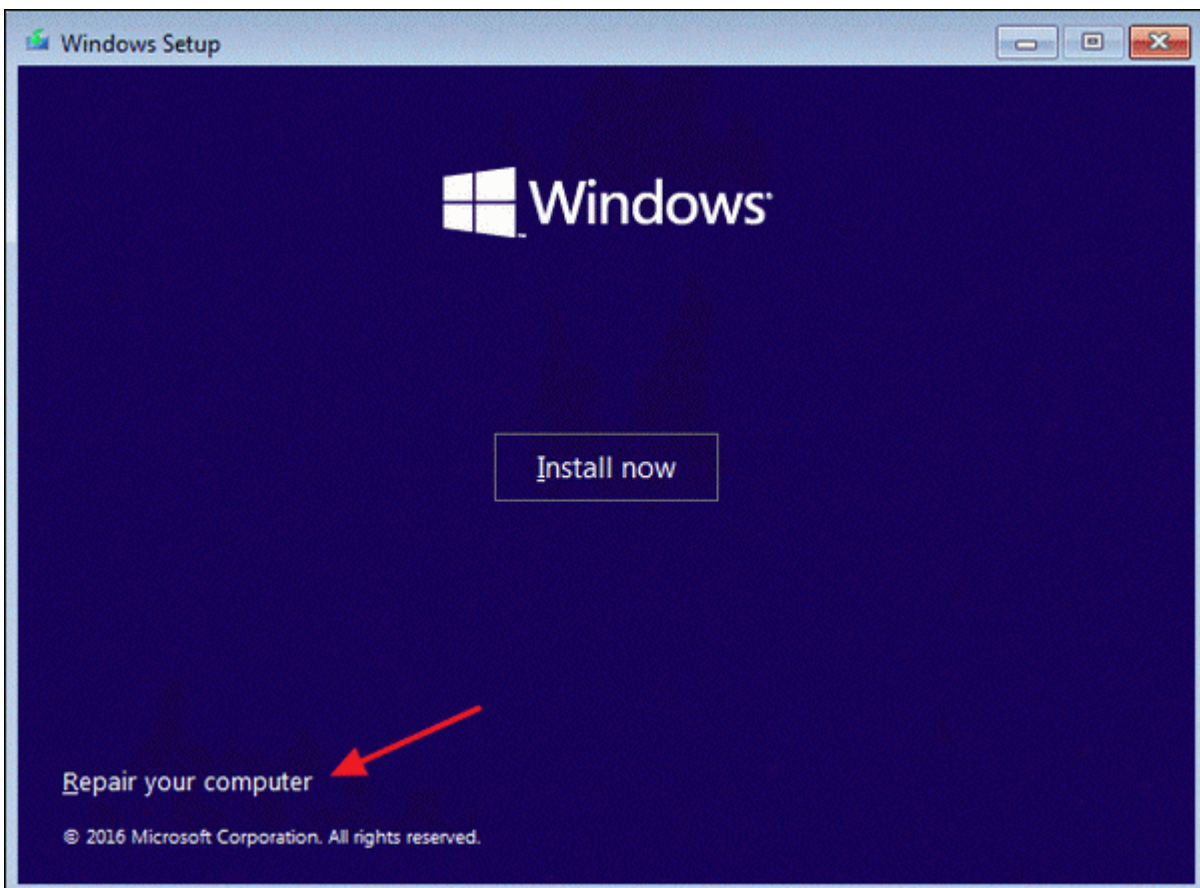 Windows Setup
Windows
Install now
Repair your computer
© 2016 Microsoft Corporation. All rights reserved.